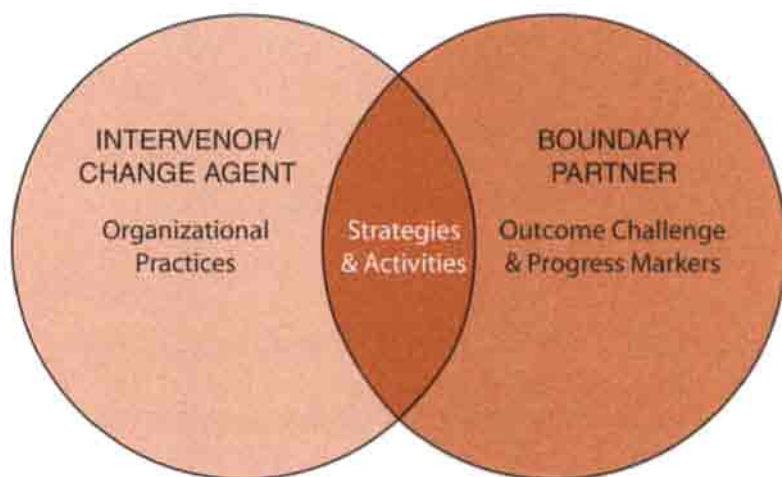 INTERVENOR/
CHANGE AGENT
Organizational
Practices
Strategies
& Activities
BOUNDARY
PARTNER
Outcome Challenge
& Progress Markers